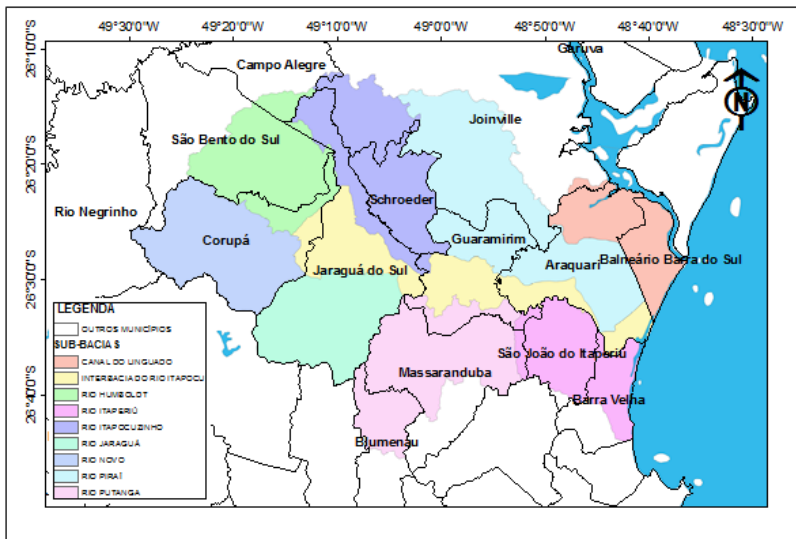 49°30'0"W 49°20'0"W 49°10'0"W 49°00'0"W 48°50'0"W 48°40'0"W 48°30'0"W
26°10'0"S
26°20'0"S
26°30'0"S
26°40'0"S
Garuva
Campo Alegre
N
Joinville
São Bento do Sul
Schroeder
Rio Negrinho
Corupá
Guaramirim
Jaraguá do Sul
Araquari
Balneário Barra do Sul
São João do Itaperiú
Massaranduba
Barra Velha
Blumenau
LEGENDA
OUTROS MUNICÍPIOS
SUB-BACIAS
CANAL DO LINGUADO
INTERBACIA DO RIO ITAPOCU
RIO HUMBOLDT
RIO ITAPERIÚ
RIO ITAPOCUZINHO
RIO JARAGUÁ
RIO NOVO
RIO PIRAÍ
RIO PUTANGA